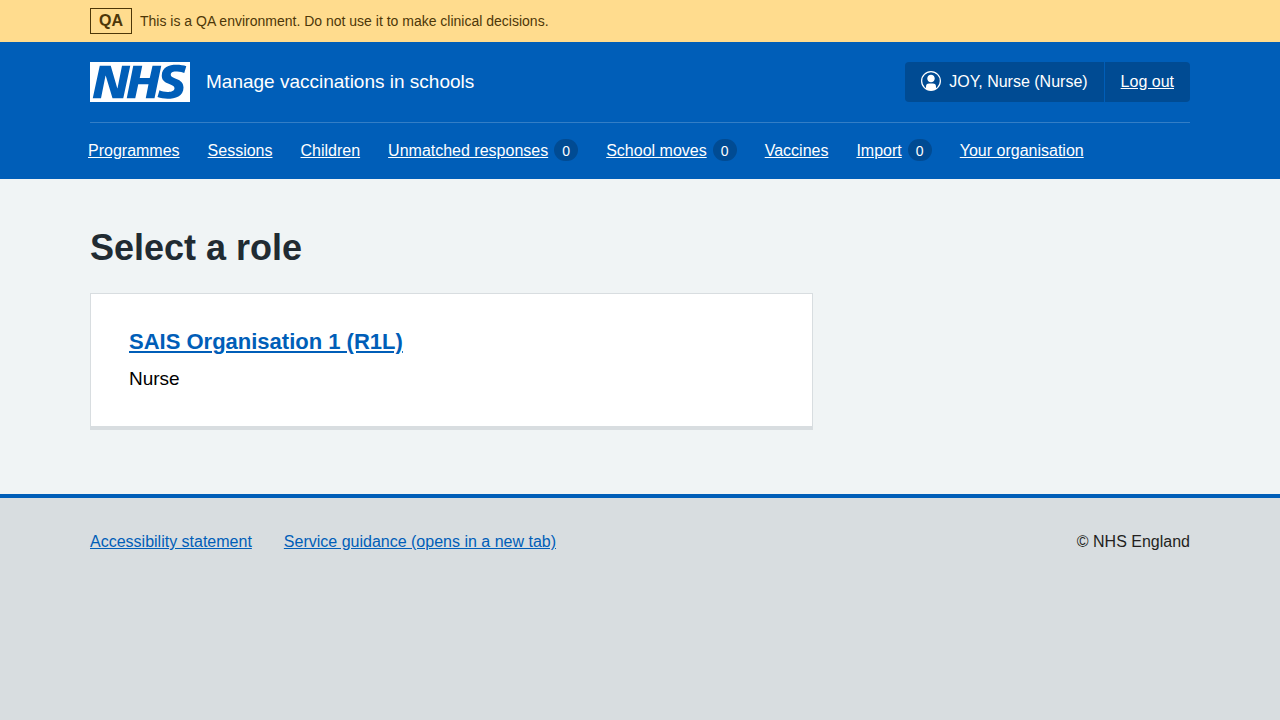 QA This is a QA environment. Do not use it to make clinical decisions.
NHS Manage vaccinations in schools JOY, Nurse (Nurse) Log out
Programmes Sessions Children Unmatched responses 0 School moves 0 Vaccines Import 0 Your organisation
Select a role
SAIS Organisation 1 (R1L)
Nurse
Accessibility statement Service guidance (opens in a new tab) © NHS England